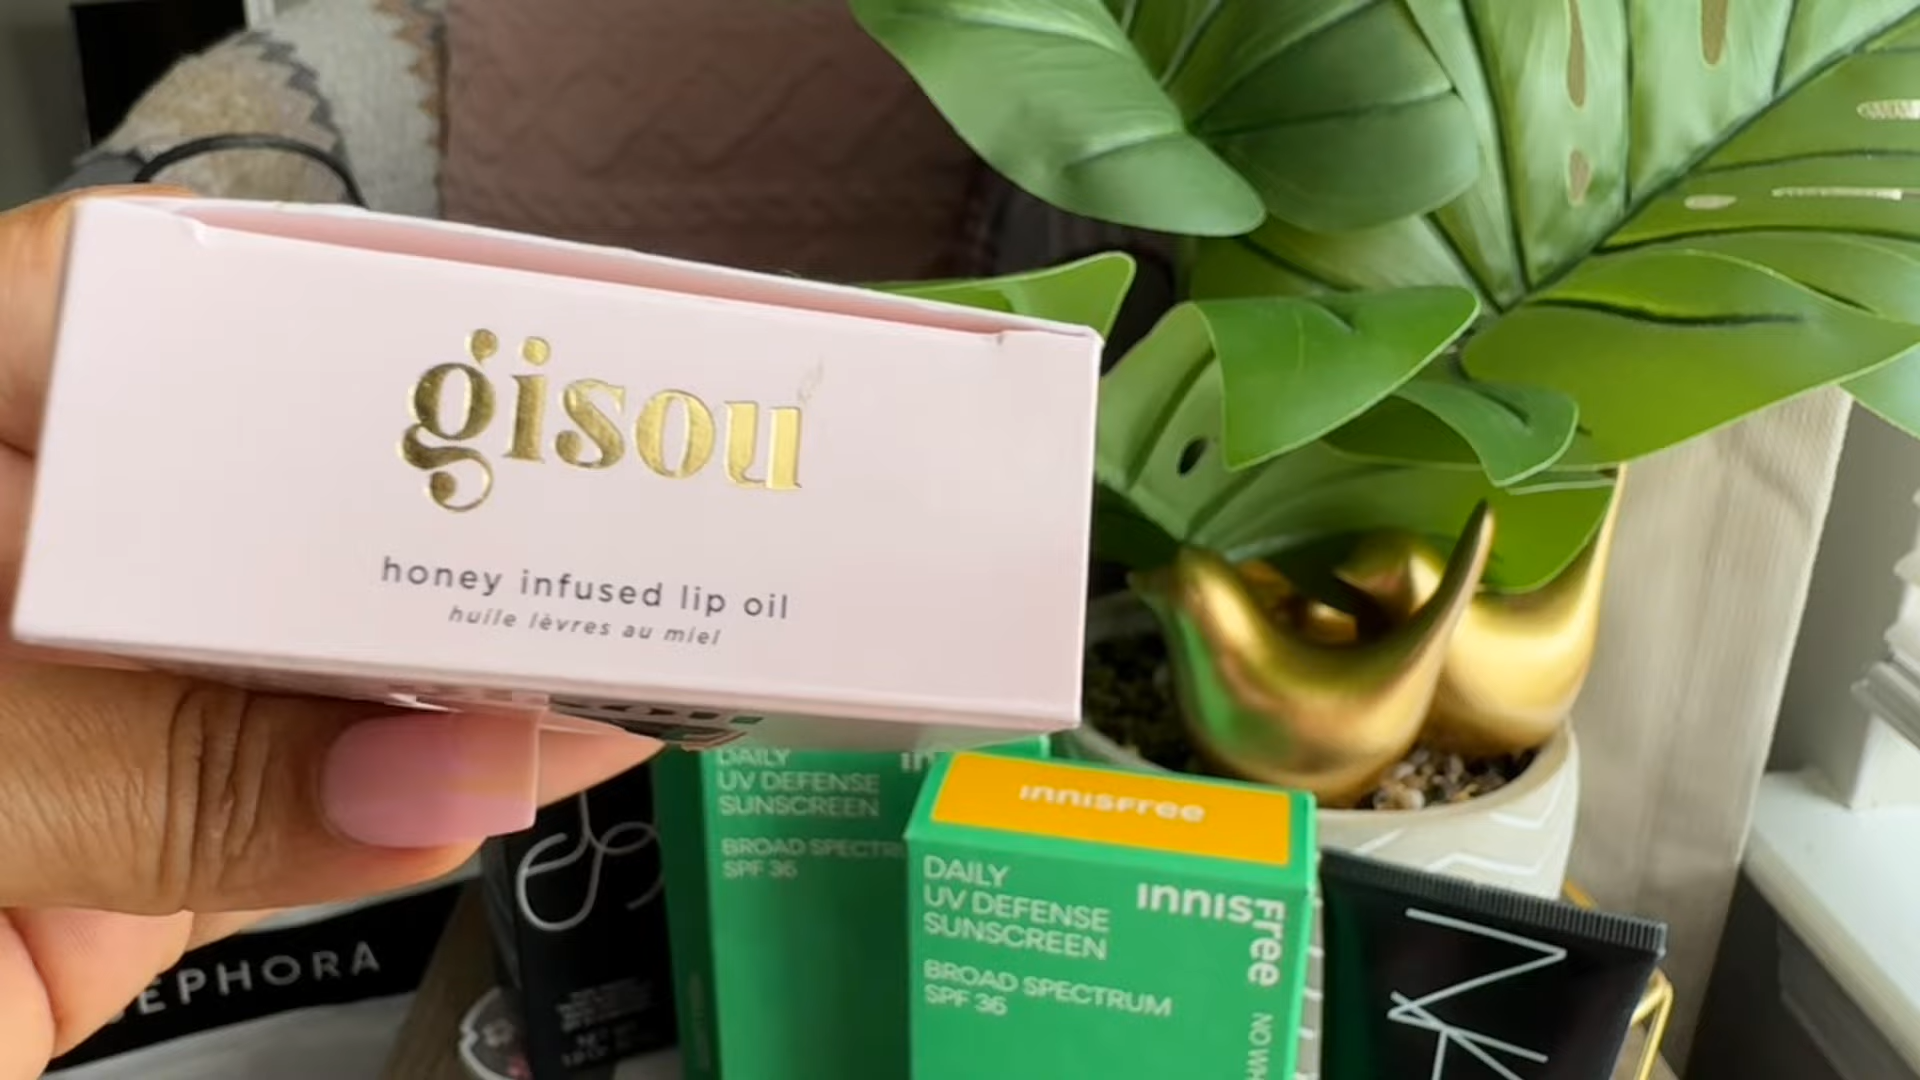 gisou
honey infused lip oil
huile lèvres au miel
DAILY
UV DEFENSE
SUNSCREEN
BROAD
SPF 36
innisFree
DAILY
UV DEFENSE
SUNSCREEN
innisFree
BROAD SPECTRUM
SPF 36
SEPHORA